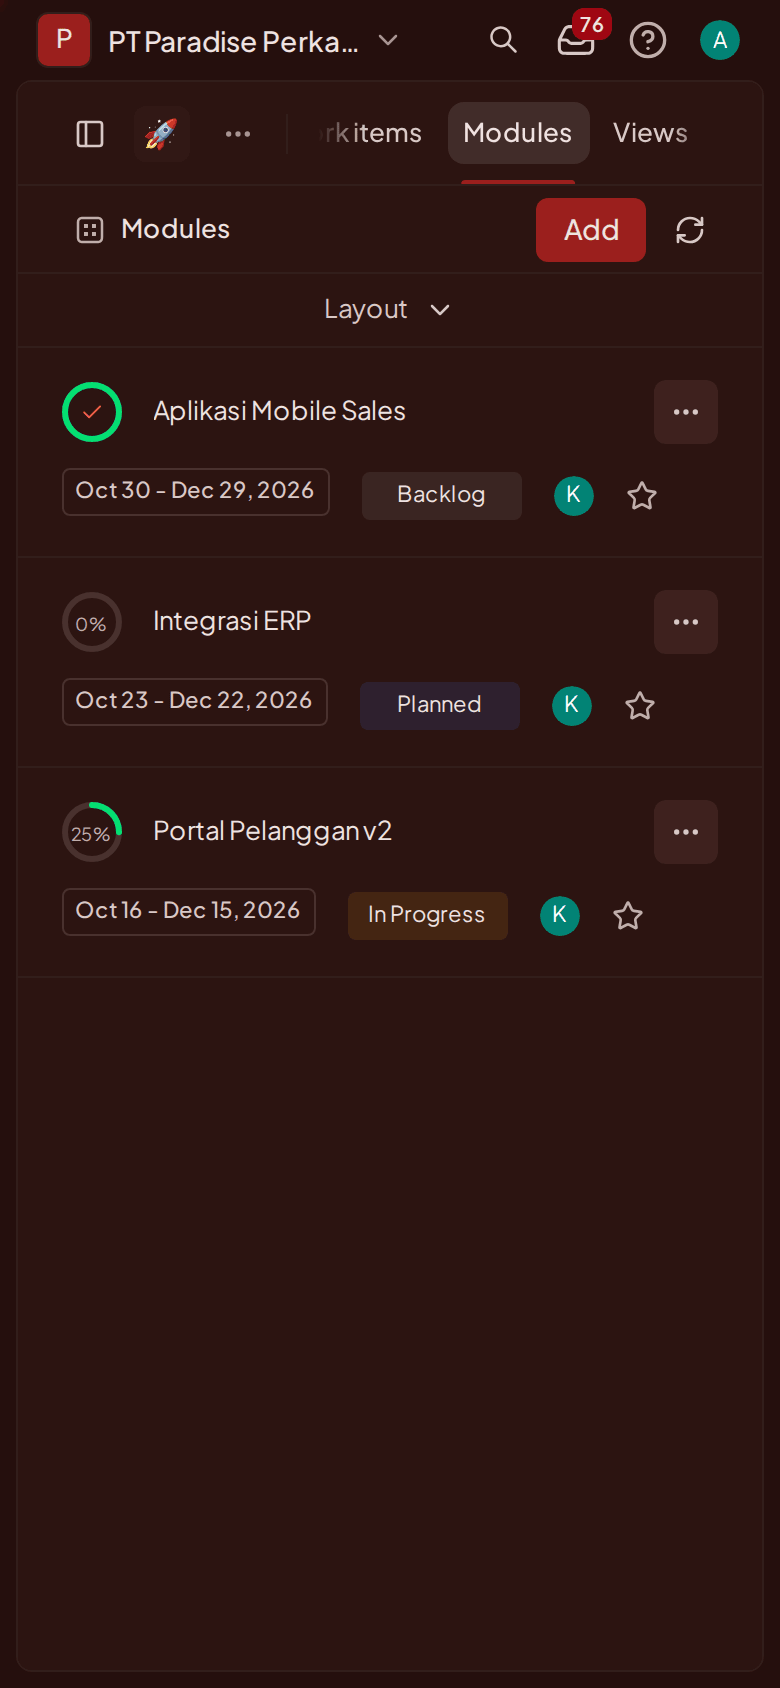 P
PT Paradise Perka...
76
A
rk items
Modules
Views
Modules
Add
Layout
Aplikasi Mobile Sales
Oct 30 - Dec 29, 2026
Backlog
K
0%
Integrasi ERP
Oct 23 - Dec 22, 2026
Planned
K
25%
Portal Pelanggan v2
Oct 16 - Dec 15, 2026
In Progress
K